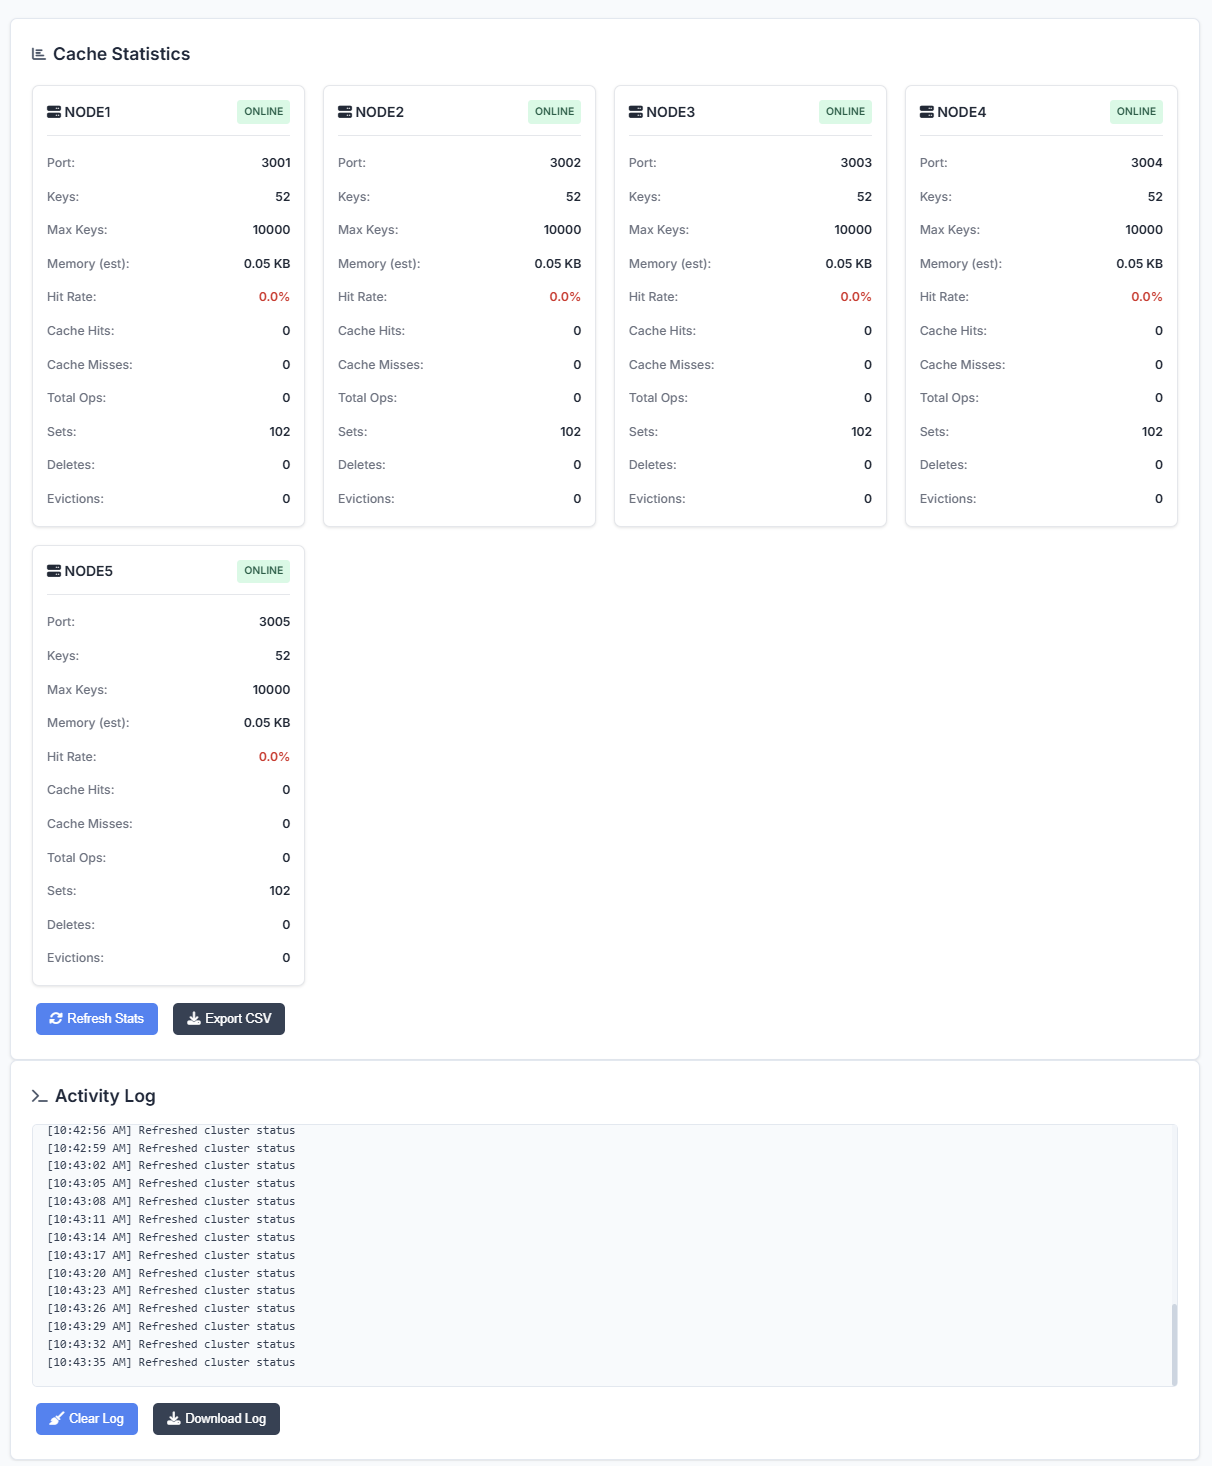 Cache Statistics
NODE1 ONLINE
Port: 3001
Keys: 52
Max Keys: 10000
Memory (est): 0.05 KB
Hit Rate: 0.0%
Cache Hits: 0
Cache Misses: 0
Total Ops: 0
Sets: 102
Deletes: 0
Evictions: 0
NODE2 ONLINE
Port: 3002
Keys: 52
Max Keys: 10000
Memory (est): 0.05 KB
Hit Rate: 0.0%
Cache Hits: 0
Cache Misses: 0
Total Ops: 0
Sets: 102
Deletes: 0
Evictions: 0
NODE3 ONLINE
Port: 3003
Keys: 52
Max Keys: 10000
Memory (est): 0.05 KB
Hit Rate: 0.0%
Cache Hits: 0
Cache Misses: 0
Total Ops: 0
Sets: 102
Deletes: 0
Evictions: 0
NODE4 ONLINE
Port: 3004
Keys: 52
Max Keys: 10000
Memory (est): 0.05 KB
Hit Rate: 0.0%
Cache Hits: 0
Cache Misses: 0
Total Ops: 0
Sets: 102
Deletes: 0
Evictions: 0
NODE5 ONLINE
Port: 3005
Keys: 52
Max Keys: 10000
Memory (est): 0.05 KB
Hit Rate: 0.0%
Cache Hits: 0
Cache Misses: 0
Total Ops: 0
Sets: 102
Deletes: 0
Evictions: 0
Refresh Stats Export CSV
Activity Log
[10:42:56 AM] Refreshed cluster status
[10:42:59 AM] Refreshed cluster status
[10:43:02 AM] Refreshed cluster status
[10:43:05 AM] Refreshed cluster status
[10:43:08 AM] Refreshed cluster status
[10:43:11 AM] Refreshed cluster status
[10:43:14 AM] Refreshed cluster status
[10:43:17 AM] Refreshed cluster status
[10:43:20 AM] Refreshed cluster status
[10:43:23 AM] Refreshed cluster status
[10:43:26 AM] Refreshed cluster status
[10:43:29 AM] Refreshed cluster status
[10:43:32 AM] Refreshed cluster status
[10:43:35 AM] Refreshed cluster status
Clear Log Download Log